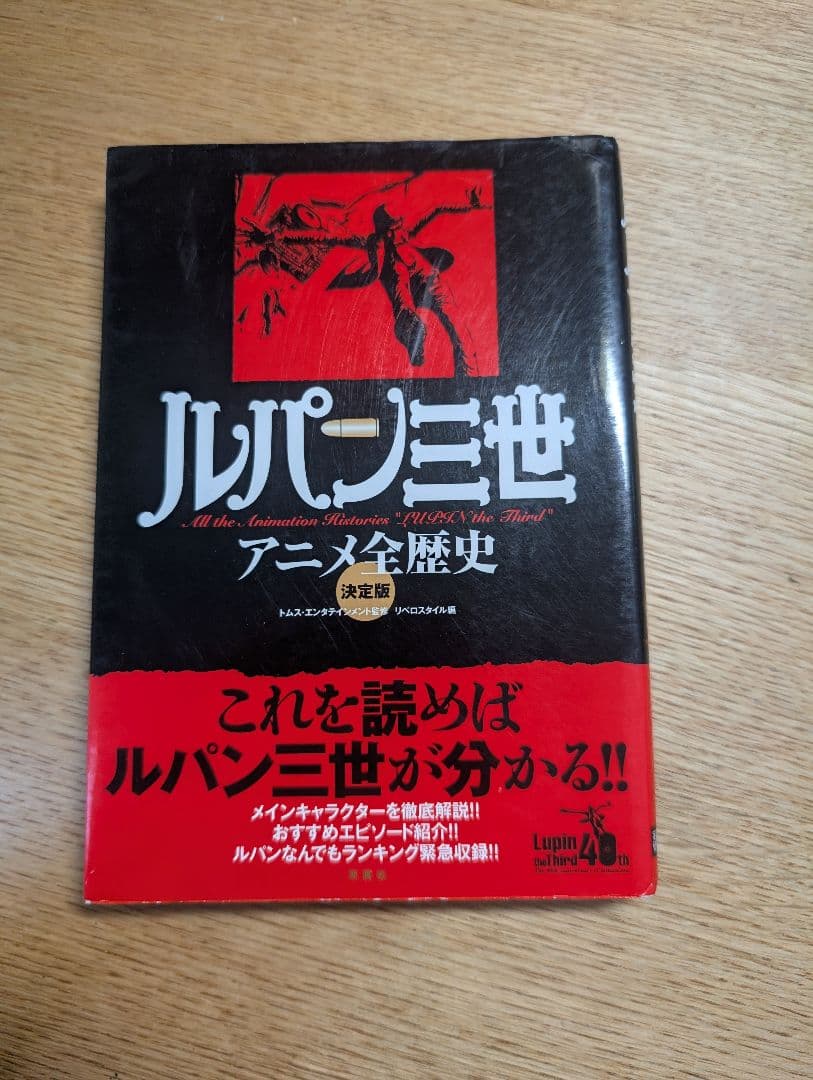 ルパン三世
All the Animation Histories "LUPIN the Third"
アニメ全歴史
決定版
トムス・エンタテインメント監修 リベロスタイル編
これを読めば
ルパン三世が分かる!!
メインキャラクターを徹底解説!!
おすすめエピソード紹介!!
ルパンなんでもランキング緊急収録!!
双葉社
Lupin
the Third 40th